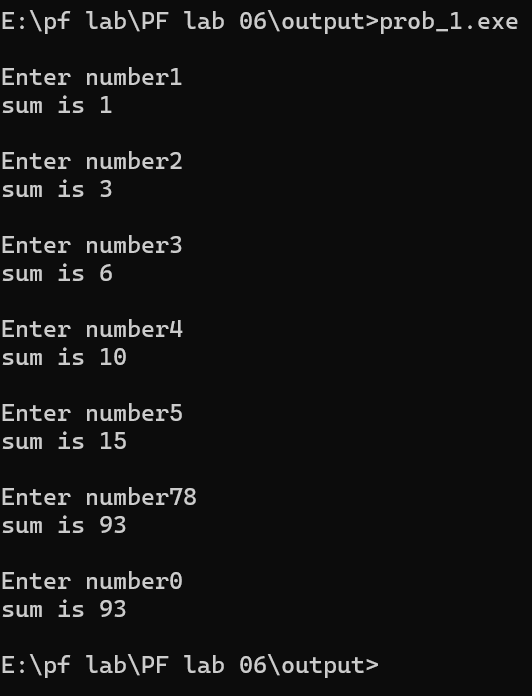 E:\pf lab\PF lab 06\output>prob_1.exe
Enter number1
sum is 1
Enter number2
sum is 3
Enter number3
sum is 6
Enter number4
sum is 10
Enter number5
sum is 15
Enter number78
sum is 93
Enter number0
sum is 93
E:\pf lab\PF lab 06\output>